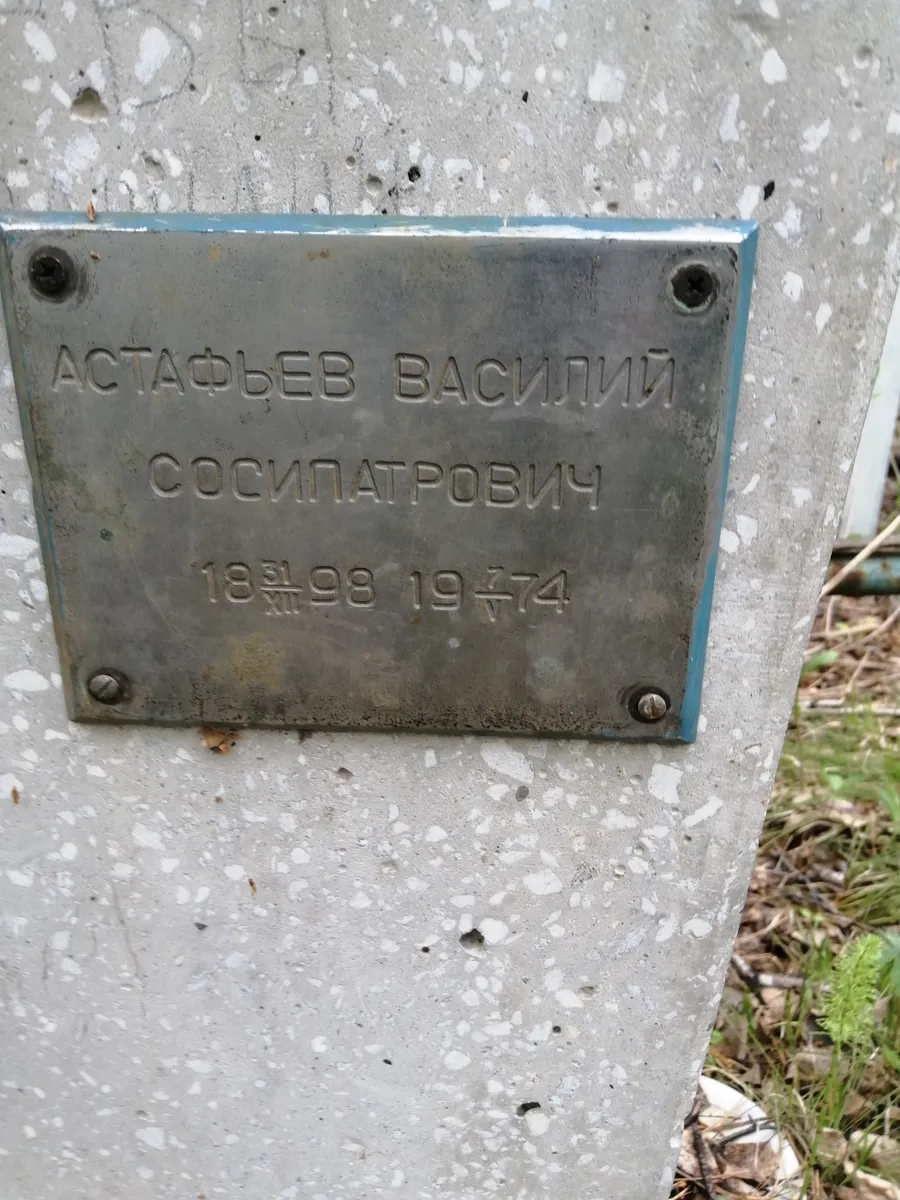 АСТАФЬЕВ ВАСИЛИЙ
СОСИПАТРОВИЧ
18 31/XII 98 19 7/V 74